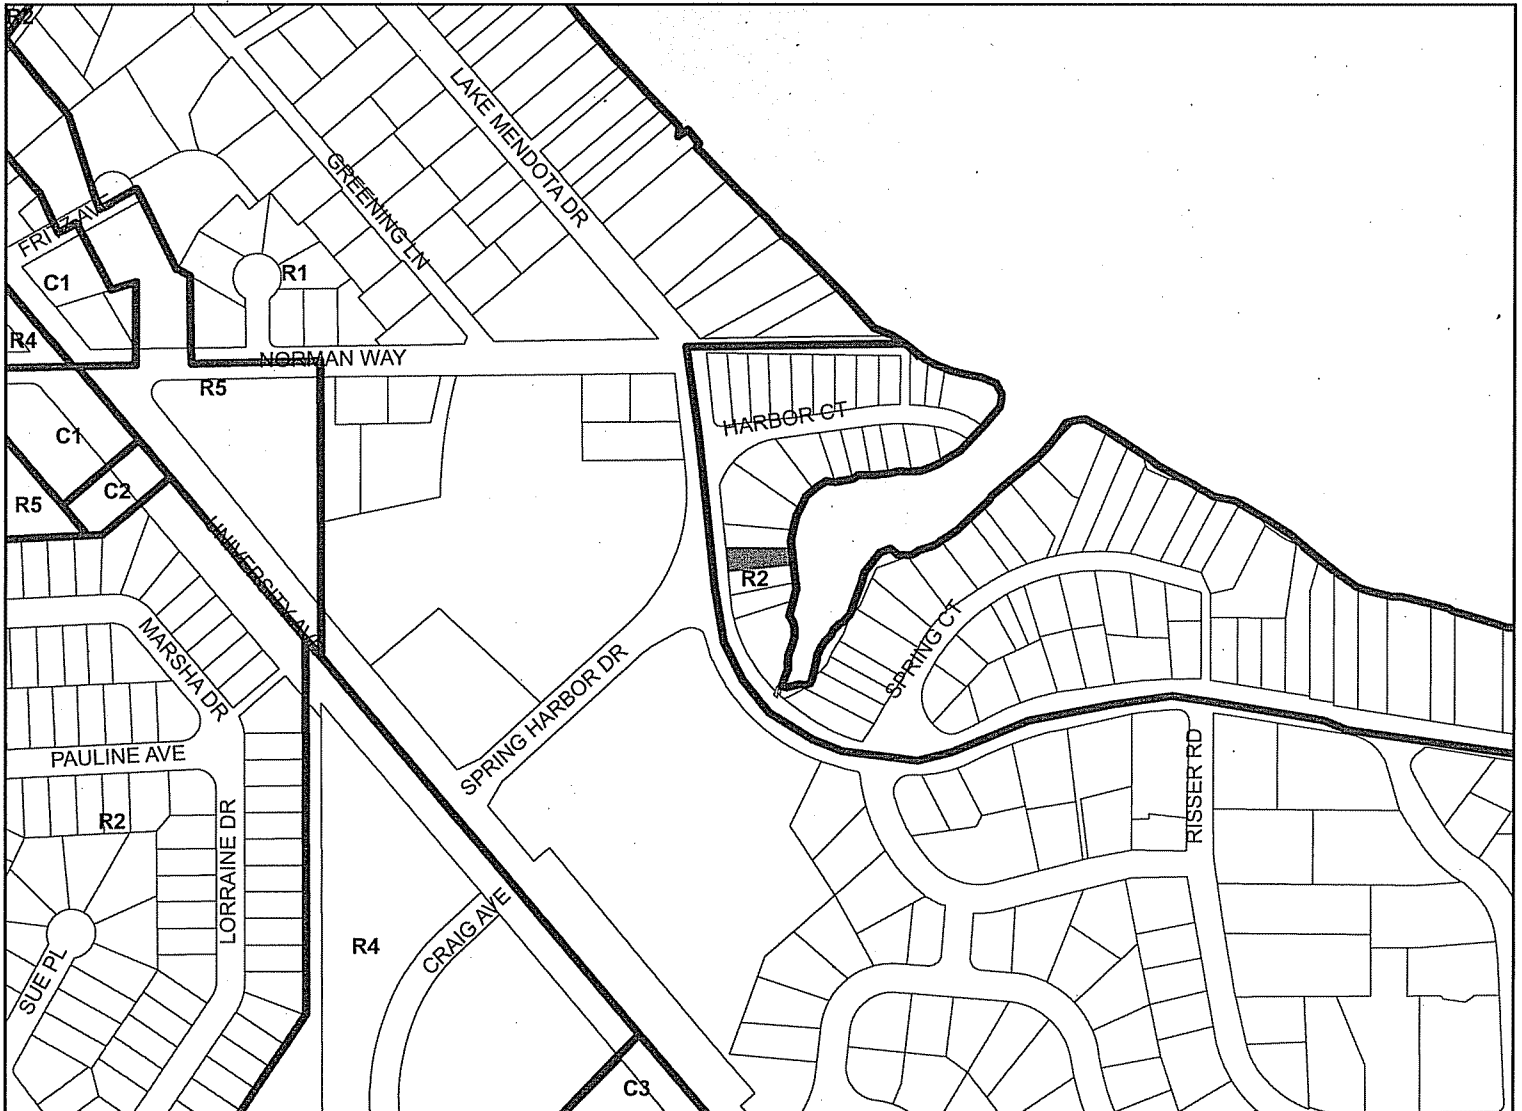 R2
LAKE MENDOTA DR
GREENING LN
FRITZ AVE
C1
R1
R4
NORMAN WAY
R5
HARBOR CT
C1
C2
R5
UNIVERSITY AVE
R2
SPRING CT
MARSHA DR
SPRING HARBOR DR
PAULINE AVE
RISSER RD
R2
LORRAINE DR
CRAIG AVE
R4
SUE PL
C3